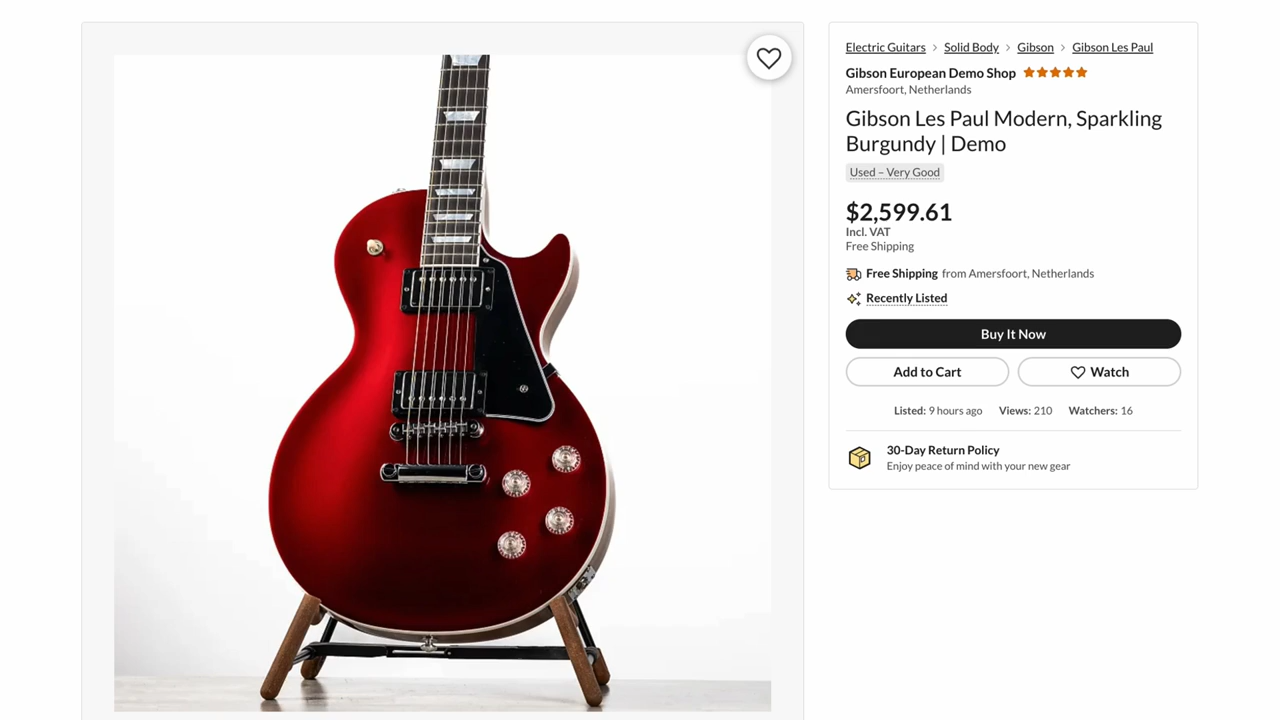 Electric Guitars > Solid Body > Gibson > Gibson Les Paul
Gibson European Demo Shop
Amersfoort, Netherlands
Gibson Les Paul Modern, Sparkling
Burgundy | Demo
Used – Very Good
$2,599.61
Incl. VAT
Free Shipping
Free Shipping from Amersfoort, Netherlands
Recently Listed
Buy It Now
Add to Cart
Watch
Listed: 9 hours ago Views: 210 Watchers: 16
30-Day Return Policy
Enjoy peace of mind with your new gear